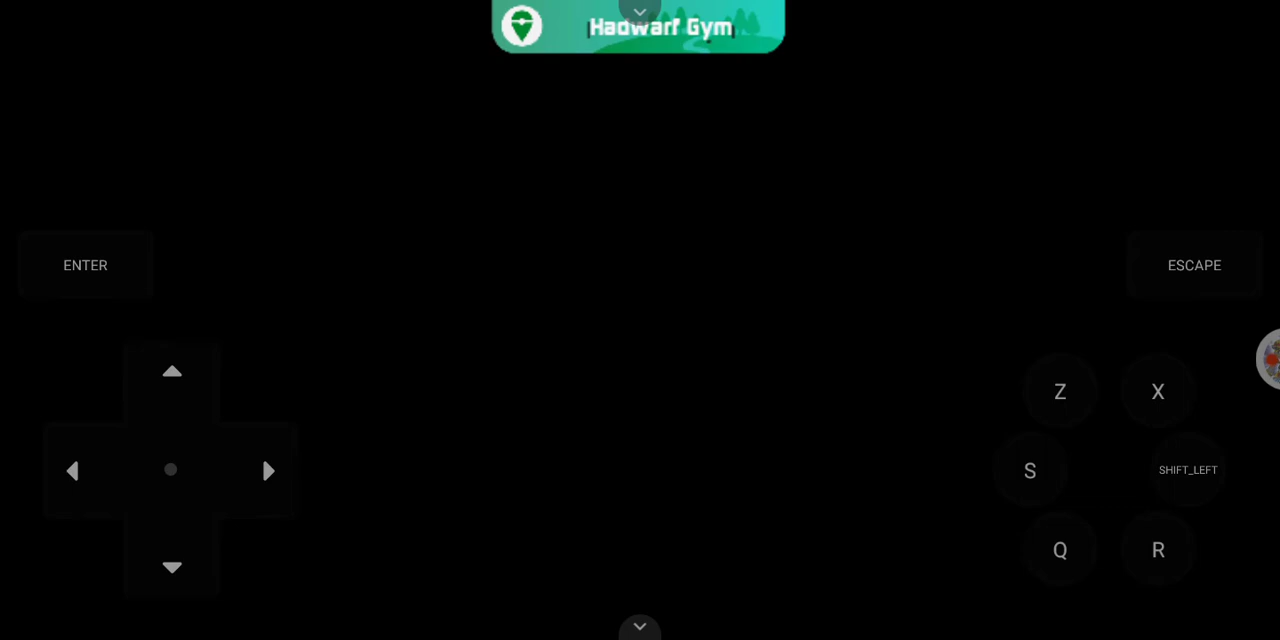 Hadwarf Gym
ENTER
ESCAPE
Z
X
S
SHIFT_LEFT
Q
R